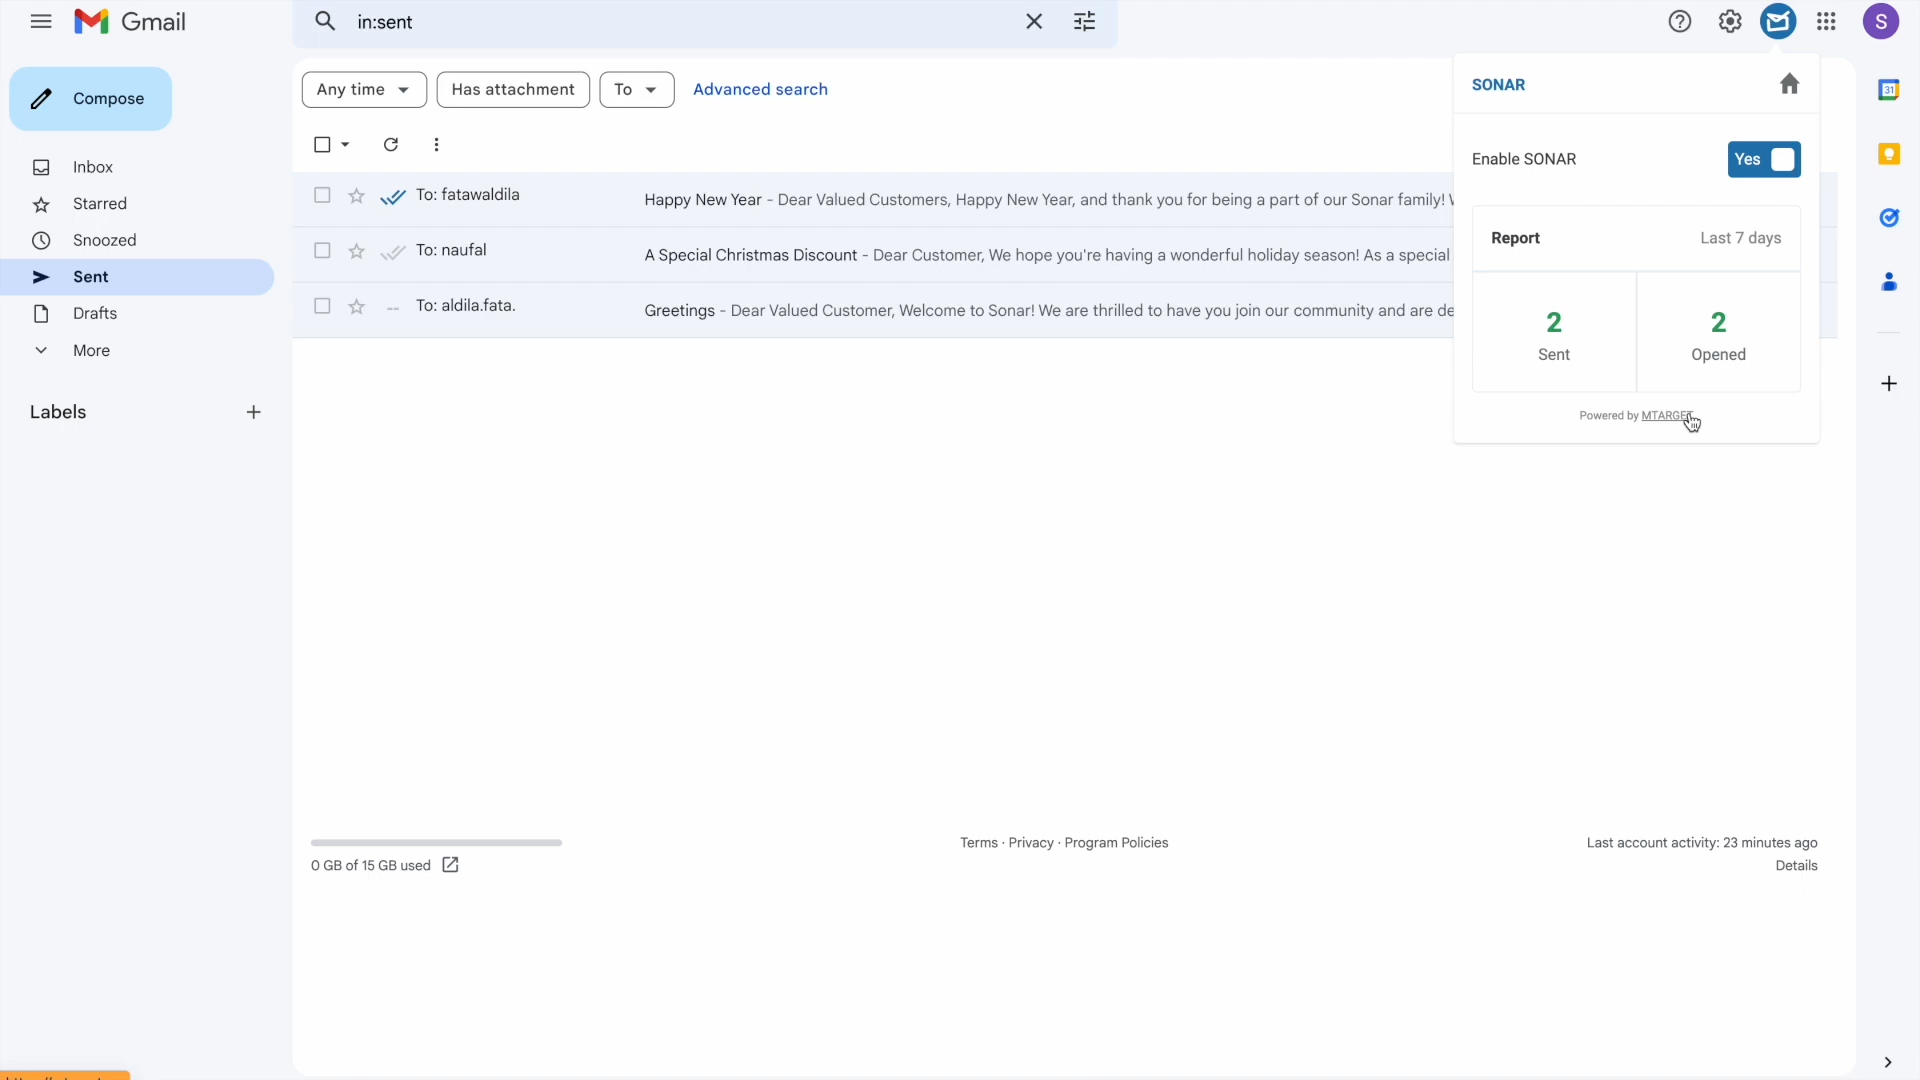 Gmail
in:sent
S
Compose
Inbox
Starred
Snoozed
Sent
Drafts
More
Labels
Any time
Has attachment
To
Advanced search
To: fatawaldila
Happy New Year - Dear Valued Customers, Happy New Year, and thank you for being a part of our Sonar family!
To: naufal
A Special Christmas Discount - Dear Customer, We hope you're having a wonderful holiday season! As a special
To: aldila.fata.
Greetings - Dear Valued Customer, Welcome to Sonar! We are thrilled to have you join our community and are de
SONAR
Enable SONAR
Yes
Report
Last 7 days
2
Sent
2
Opened
Powered by MTARGET
31
0 GB of 15 GB used
Terms · Privacy · Program Policies
Last account activity: 23 minutes ago
Details